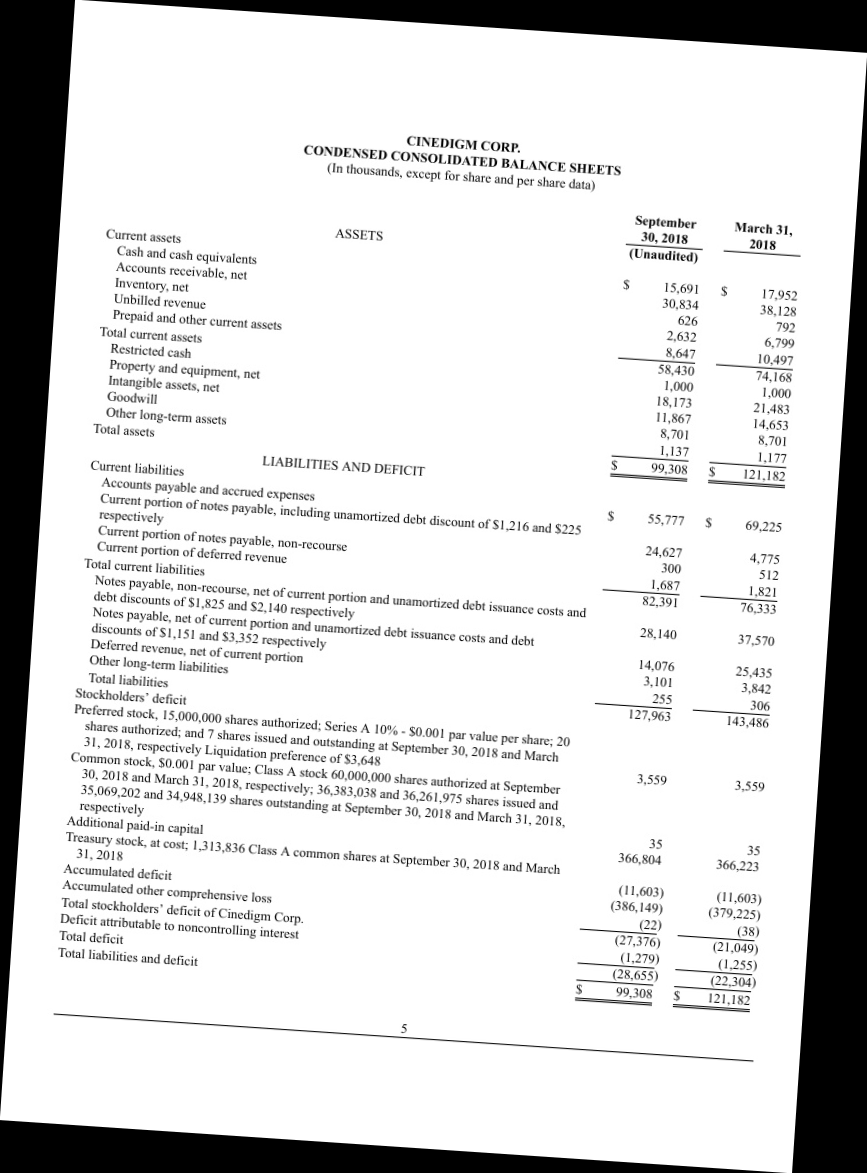 CINEDIGM CORP.
CONDENSED CONSOLIDATED BALANCE SHEETS
(In thousands, except for share and per share data)
September 30, 2018 March 31, 2018
(Unaudited)
ASSETS
Current assets
Cash and cash equivalents $ 15,691 $ 17,952
Accounts receivable, net 30,834 38,128
Inventory, net 626 792
Unbilled revenue 2,632 6,799
Prepaid and other current assets 8,647 10,497
Total current assets 58,430 74,168
Restricted cash 1,000 1,000
Property and equipment, net 18,173 21,483
Intangible assets, net 11,867 14,653
Goodwill 8,701 8,701
Other long-term assets 1,137 1,177
Total assets $ 99,308 $ 121,182
LIABILITIES AND DEFICIT
Current liabilities
Accounts payable and accrued expenses $ 55,777 $ 69,225
Current portion of notes payable, including unamortized debt discount of $1,216 and $225
respectively 24,627 4,775
Current portion of notes payable, non-recourse 300 512
Current portion of deferred revenue 1,687 1,821
Total current liabilities 82,391 76,333
Notes payable, non-recourse, net of current portion and unamortized debt issuance costs and
debt discounts of $1,825 and $2,140 respectively 28,140 37,570
Notes payable, net of current portion and unamortized debt issuance costs and debt
discounts of $1,151 and $3,352 respectively 14,076 25,435
Deferred revenue, net of current portion 3,101 3,842
Other long-term liabilities 255 306
Total liabilities 127,963 143,486
Stockholders’ deficit
Preferred stock, 15,000,000 shares authorized; Series A 10% - $0.001 par value per share; 20
shares authorized; and 7 shares issued and outstanding at September 30, 2018 and March
31, 2018, respectively Liquidation preference of $3,648 3,559 3,559
Common stock, $0.001 par value; Class A stock 60,000,000 shares authorized at September
30, 2018 and March 31, 2018, respectively; 36,383,038 and 36,261,975 shares issued and
35,069,202 and 34,948,139 shares outstanding at September 30, 2018 and March 31, 2018,
respectively 35 35
Additional paid-in capital 366,804 366,223
Treasury stock, at cost; 1,313,836 Class A common shares at September 30, 2018 and March
31, 2018 (11,603) (11,603)
Accumulated deficit (386,149) (379,225)
Accumulated other comprehensive loss (22) (38)
Total stockholders’ deficit of Cinedigm Corp. (27,376) (21,049)
Deficit attributable to noncontrolling interest (1,279) (1,255)
Total deficit (28,655) (22,304)
Total liabilities and deficit $ 99,308 $ 121,182
5